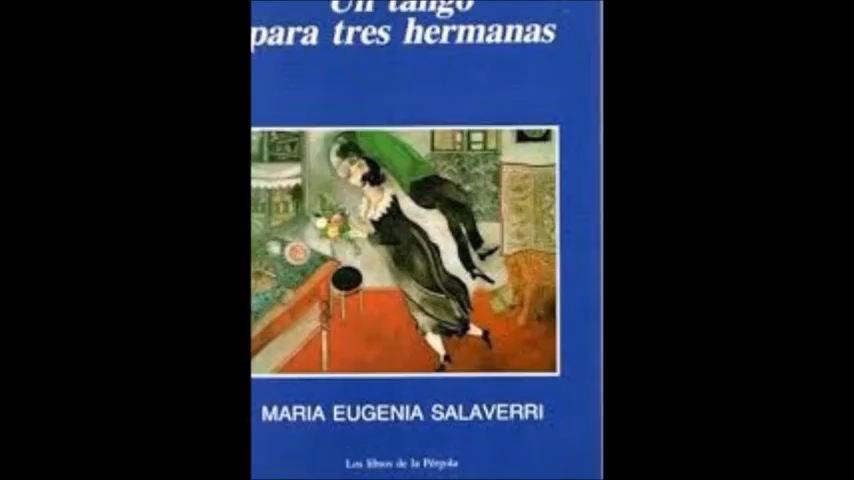 Un tango
para tres hermanas
MARIA EUGENIA SALAVERRI
Los libros de la Pérgola